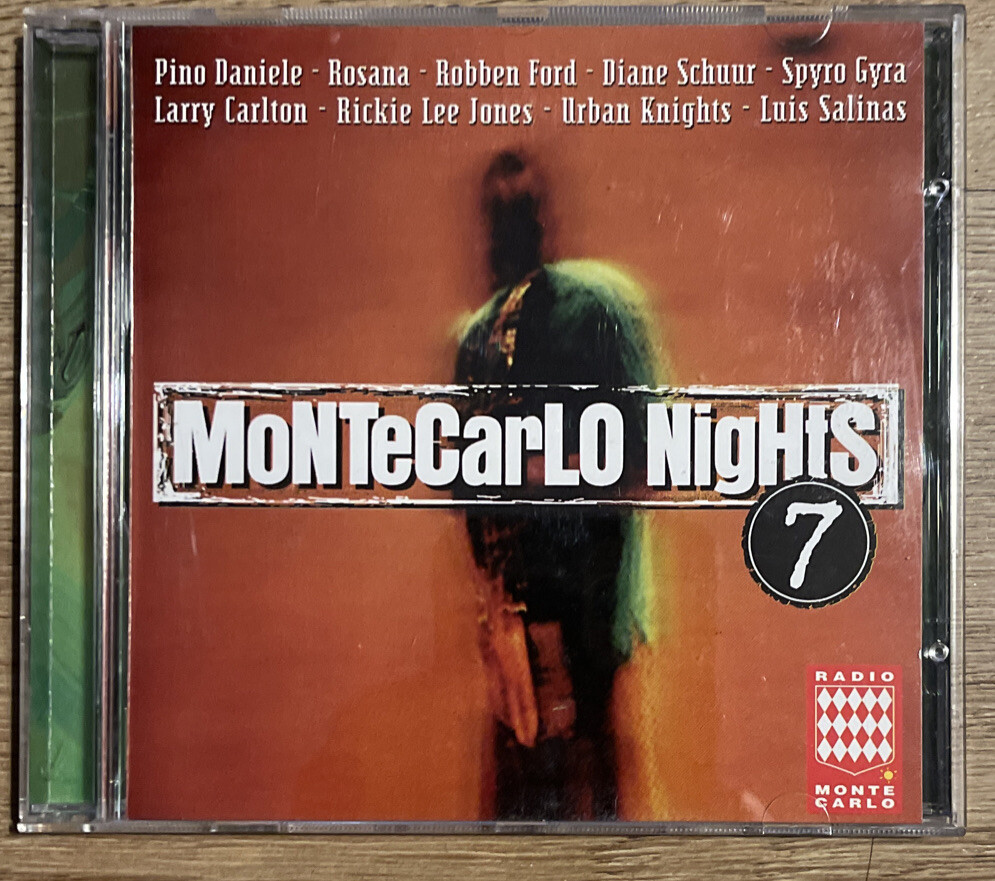 Pino Daniele - Rosana - Robben Ford - Diane Schuur - Spyro Gyra
Larry Carlton - Rickie Lee Jones - Urban Knights - Luis Salinas
MoNTeCarLO NigHtS
7
RADIO
MONTE
CARLO